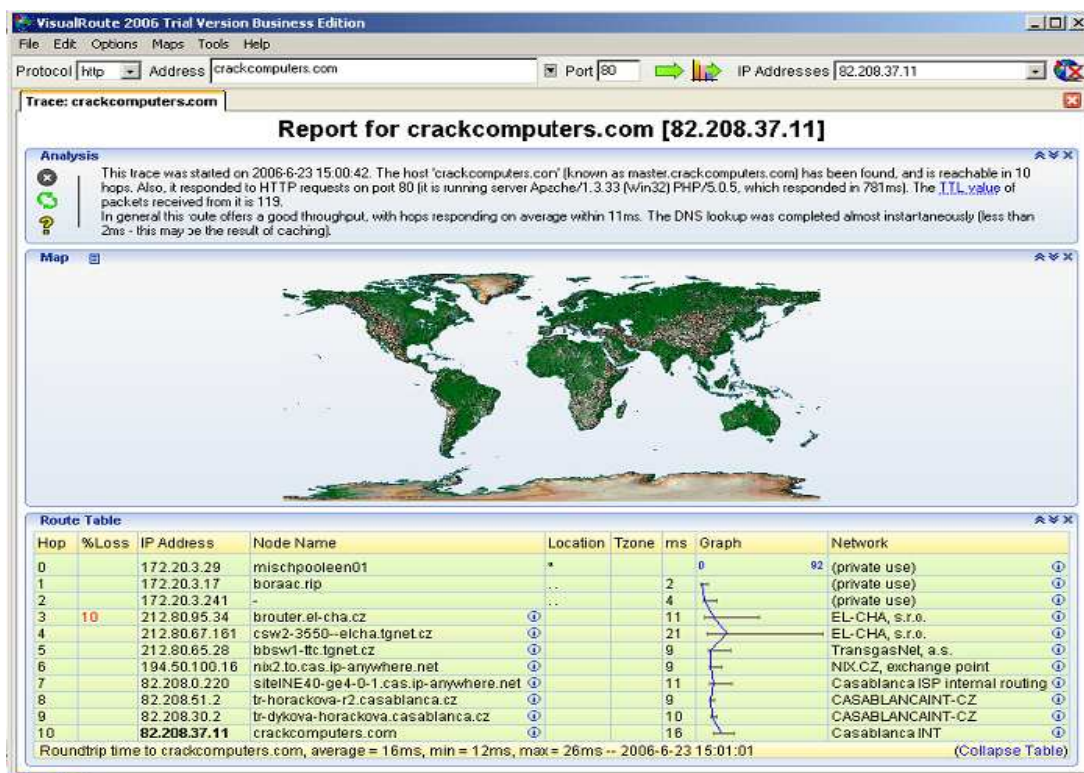 VisualRoute 2006 Trial Version Business Edition
File Edit Options Maps Tools Help
Protocol http Address crackcomputers.com Port 80 IP Addresses 82.208.37.11
Trace: crackcomputers.com
Report for crackcomputers.com [82.208.37.11]
Analysis
This trace was started on 2006-6-23 15:00:42. The host 'crackcomputers.com' (known as master.crackcomputers.com) has been found, and is reachable in 10
hops. Also, it responded to HTTP requests on port 80 (it is running server Apache/1.3.33 (Win32) PHP/5.0.5, which responded in 781ms). The TTL value of
packets received from it is 119.
In general this route offers a good throughput, with hops responding on average within 11ms. The DNS lookup was completed almost instantaneously (less than
2ms - this may be the result of caching).
Map
Route Table
Hop %Loss IP Address Node Name Location Tzone ms Graph Network
0 172.20.3.29 mischpooleen01 * 0 92 (private use)
1 172.20.3.17 boraac.rip .. 2 (private use)
2 172.20.3.241 - .. 4 (private use)
3 10 212.80.95.34 brouter.el-cha.cz 11 EL-CHA, s.r.o.
4 212.80.67.161 csw2-3550--elcha.tgnet.cz 21 EL-CHA, s.r.o.
5 212.80.65.28 bbsw1-ttc.tgnet.cz 9 TransgasNet, a.s.
6 194.50.100.16 nix2.to.cas.ip-anywhere.net 9 NIX.CZ, exchange point
7 82.208.0.220 siteINE40-ge4-0-1.cas.ip-anywhere.net 11 Casablanca ISP internal routing
8 82.208.51.2 tr-horackova-r2.casablanca.cz 9 CASABLANCAINT-CZ
9 82.208.30.2 tr-dykova-horackova.casablanca.cz 10 CASABLANCAINT-CZ
10 82.208.37.11 crackcomputers.com 16 Casablanca INT
Roundtrip time to crackcomputers.com, average = 16ms, min = 12ms, max = 26ms -- 2006-6-23 15:01:01 (Collapse Table)